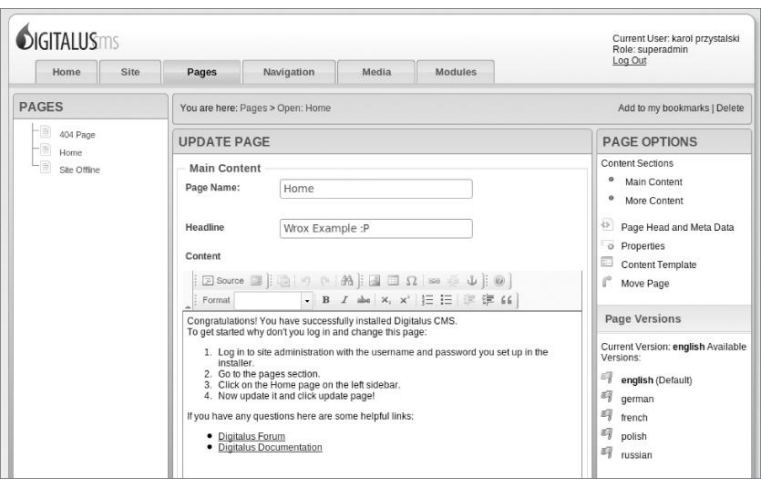 DIGITALUS cms
Current User: karol przystalski
Role: superadmin
Log Out
Home Site Pages Navigation Media Modules
PAGES
404 Page
Home
Site Offline
You are here: Pages > Open: Home
Add to my bookmarks | Delete
UPDATE PAGE
Main Content
Page Name: Home
Headline Wrox Example :P
Content
Source
Format
B I abc x₂ x²
Congratulations! You have successfully installed Digitalus CMS.
To get started why don't you log in and change this page:
1. Log in to site administration with the username and password you set up in the
installer.
2. Go to the pages section.
3. Click on the Home page on the left sidebar.
4. Now update it and click update page!
If you have any questions here are some helpful links:
Digitalus Forum
Digitalus Documentation
PAGE OPTIONS
Content Sections
Main Content
More Content
Page Head and Meta Data
Properties
Content Template
Move Page
Page Versions
Current Version: english Available
Versions:
english (Default)
german
french
polish
russian